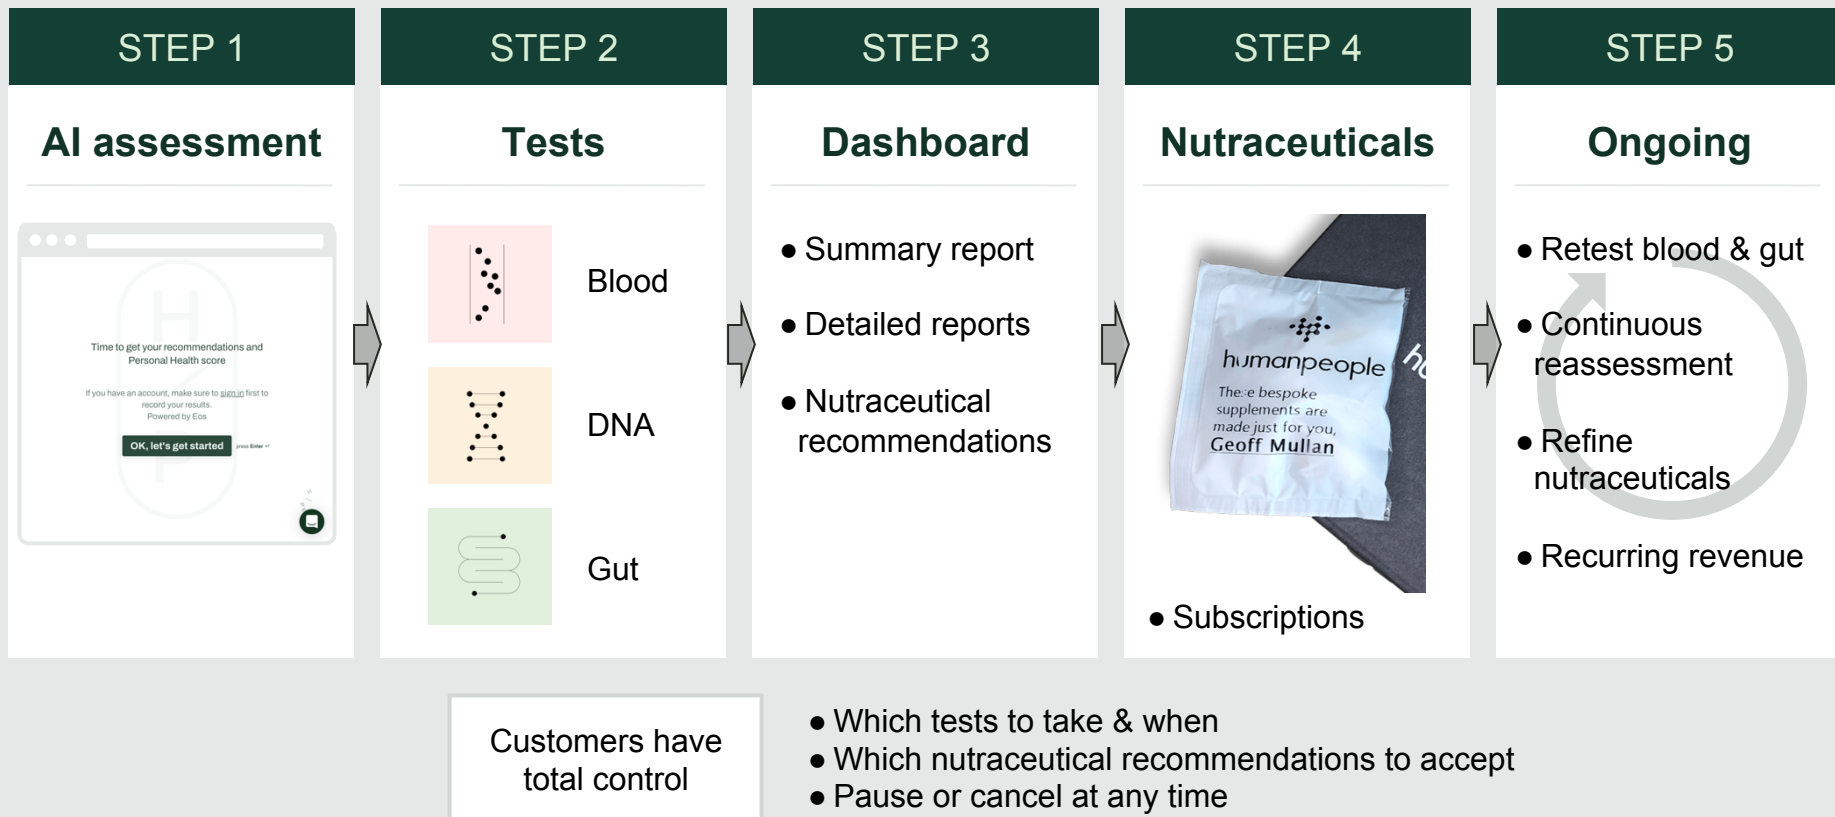 STEP 1
AI assessment
Time to get your recommendations and
Personal Health score
If you have an account, make sure to sign in first to
record your results.
Powered by Eos
OK, let's get started
press Enter ↵
STEP 2
Tests
Blood
DNA
Gut
STEP 3
Dashboard
● Summary report
● Detailed reports
● Nutraceutical
recommendations
STEP 4
Nutraceuticals
humanpeople
These bespoke
supplements are
made just for you,
Geoff Mullan
hu
● Subscriptions
STEP 5
Ongoing
● Retest blood & gut
● Continuous
reassessment
● Refine
nutraceuticals
● Recurring revenue
Customers have
total control
● Which tests to take & when
● Which nutraceutical recommendations to accept
● Pause or cancel at any time